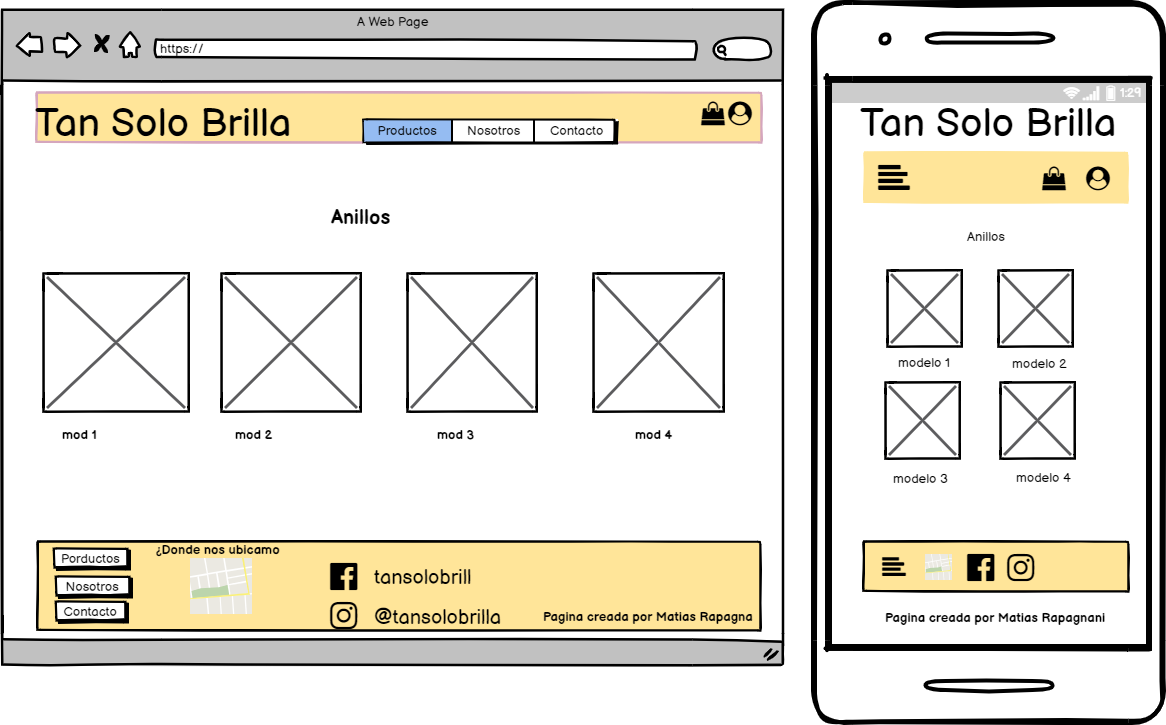 A Web Page
https://
Tan Solo Brilla
Productos
Nosotros
Contacto
Anillos
mod 1
mod 2
mod 3
mod 4
Porductos
Nosotros
Contacto
¿Donde nos ubicamo
tansolobrill
@tansolobrilla
Pagina creada por Matias Rapagna
1:29
Tan Solo Brilla
Anillos
modelo 1
modelo 2
modelo 3
modelo 4
Pagina creada por Matias Rapagnani